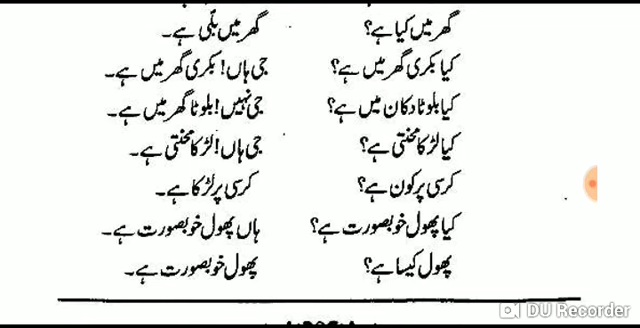 گھر میں کیا ہے؟ گھر میں بلّی ہے۔
کیا بکری گھر میں ہے؟ جی ہاں! بکری گھر میں ہے۔
کیا بلوٹا دکان میں ہے؟ جی نہیں! بلوٹا گھر میں ہے۔
کیا لڑکا محنتی ہے؟ جی ہاں! لڑکا محنتی ہے۔
کرسی پر کون ہے؟ کرسی پر لڑکا ہے۔
کیا پھول خوبصورت ہے؟ ہاں پھول خوبصورت ہے۔
پھول کیسا ہے؟ پھول خوبصورت ہے۔
DU Recorder